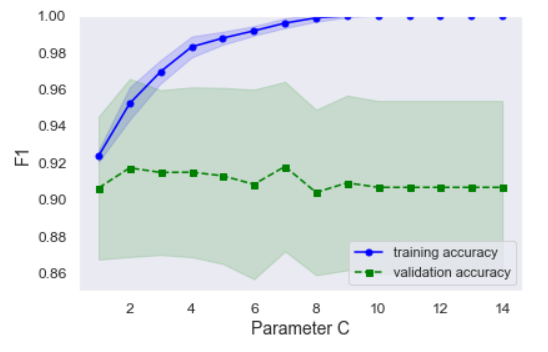 1.00
0.98
0.96
0.94
0.92
0.90
0.88
0.86
F1
training accuracy
validation accuracy
2 4 6 8 10 12 14
Parameter C